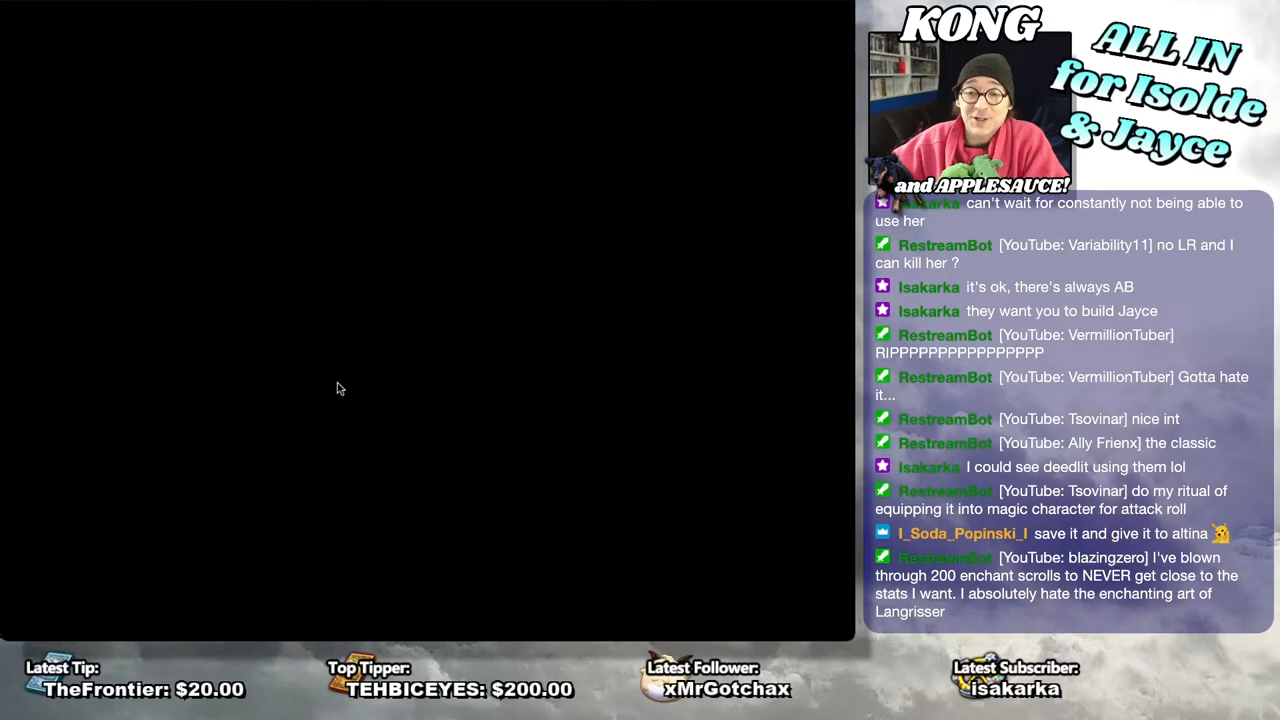 KONG
ALL IN
for Isolde
& Jayce
and APPLESAUCE!
Isakarka can't wait for constantly not being able to
use her
RestreamBot [YouTube: Variability11] no LR and I
can kill her ?
Isakarka it's ok, there's always AB
Isakarka they want you to build Jayce
RestreamBot [YouTube: VermillionTuber]
RIPPPPPPPPPPPPPPPP
RestreamBot [YouTube: VermillionTuber] Gotta hate
it...
RestreamBot [YouTube: Tsovinar] nice int
RestreamBot [YouTube: Ally Frienx] the classic
Isakarka I could see deedlit using them lol
RestreamBot [YouTube: Tsovinar] do my ritual of
equipping it into magic character for attack roll
I_Soda_Popinski_I save it and give it to altina
RestreamBot [YouTube: blazingzero] I've blown
through 200 enchant scrolls to NEVER get close to the
stats I want. I absolutely hate the enchanting art of
Langrisser
Latest Tip:
TheFrontier: $20.00
Top Tipper:
TEHBICEYES: $200.00
Latest Follower:
xMrGotchax
Latest Subscriber:
isakarka